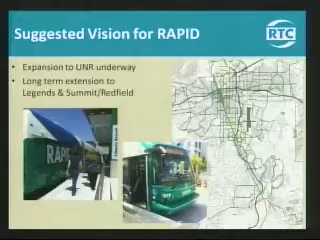 Suggested Vision for RAPID
RTC
• Expansion to UNR underway
• Long term extension to
Legends & Summit/Redfield
RAPID